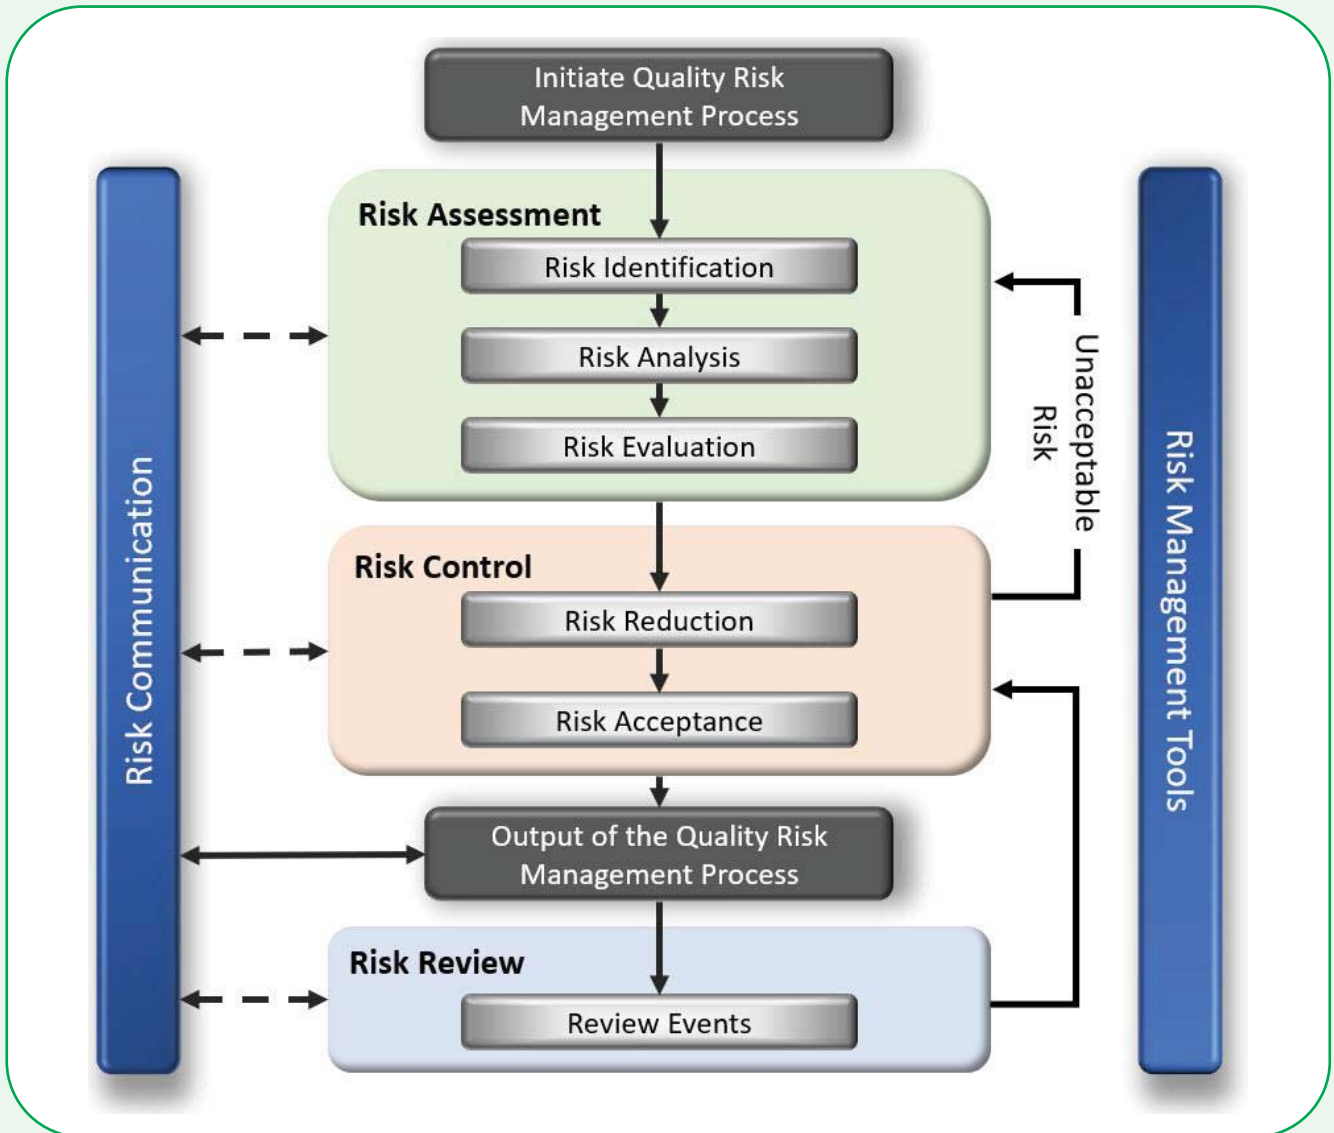 Initiate Quality Risk
Management Process
Risk Assessment
Risk Identification
Risk Analysis
Risk Evaluation
Unacceptable
Risk
Risk Control
Risk Reduction
Risk Acceptance
Output of the Quality Risk
Management Process
Risk Review
Review Events
Risk Communication
Risk Management Tools